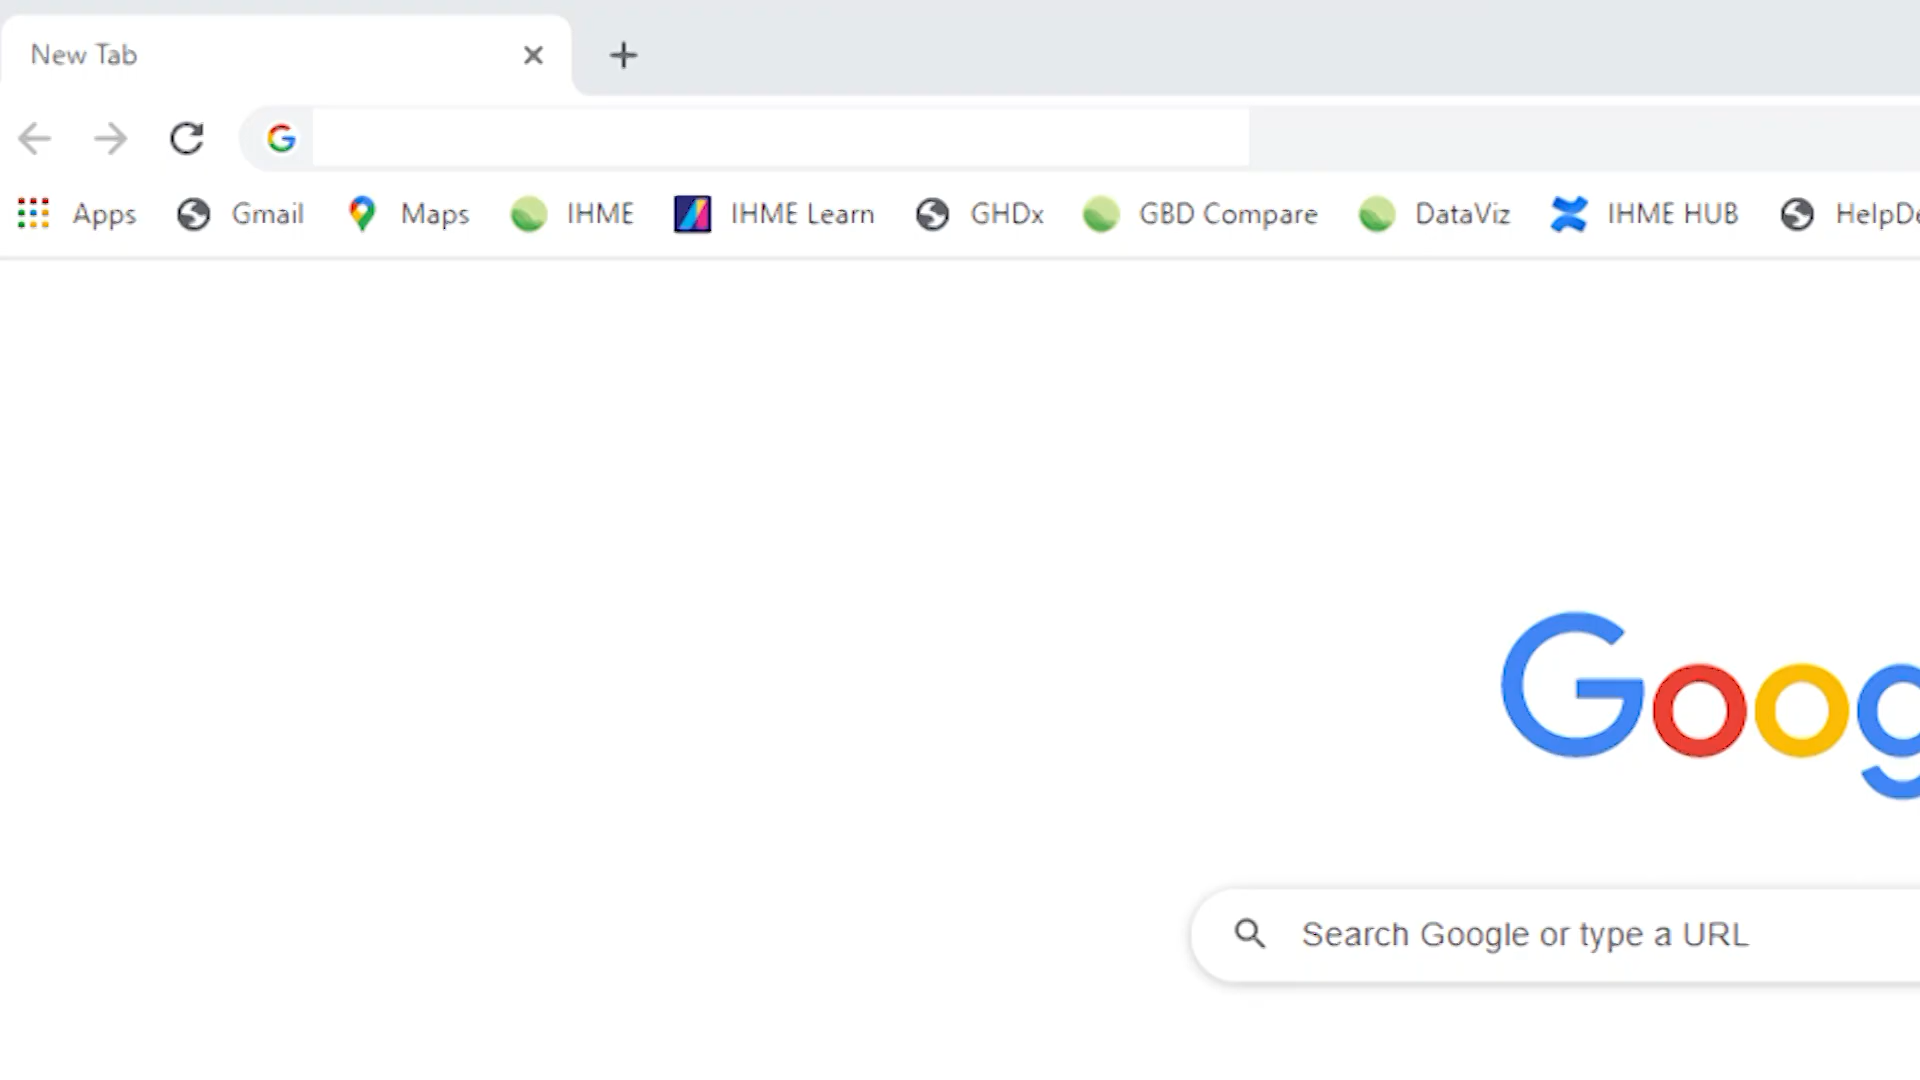 New Tab
Apps Gmail Maps IHME IHME Learn GHDx GBD Compare DataViz IHME HUB
Search Google or type a URL